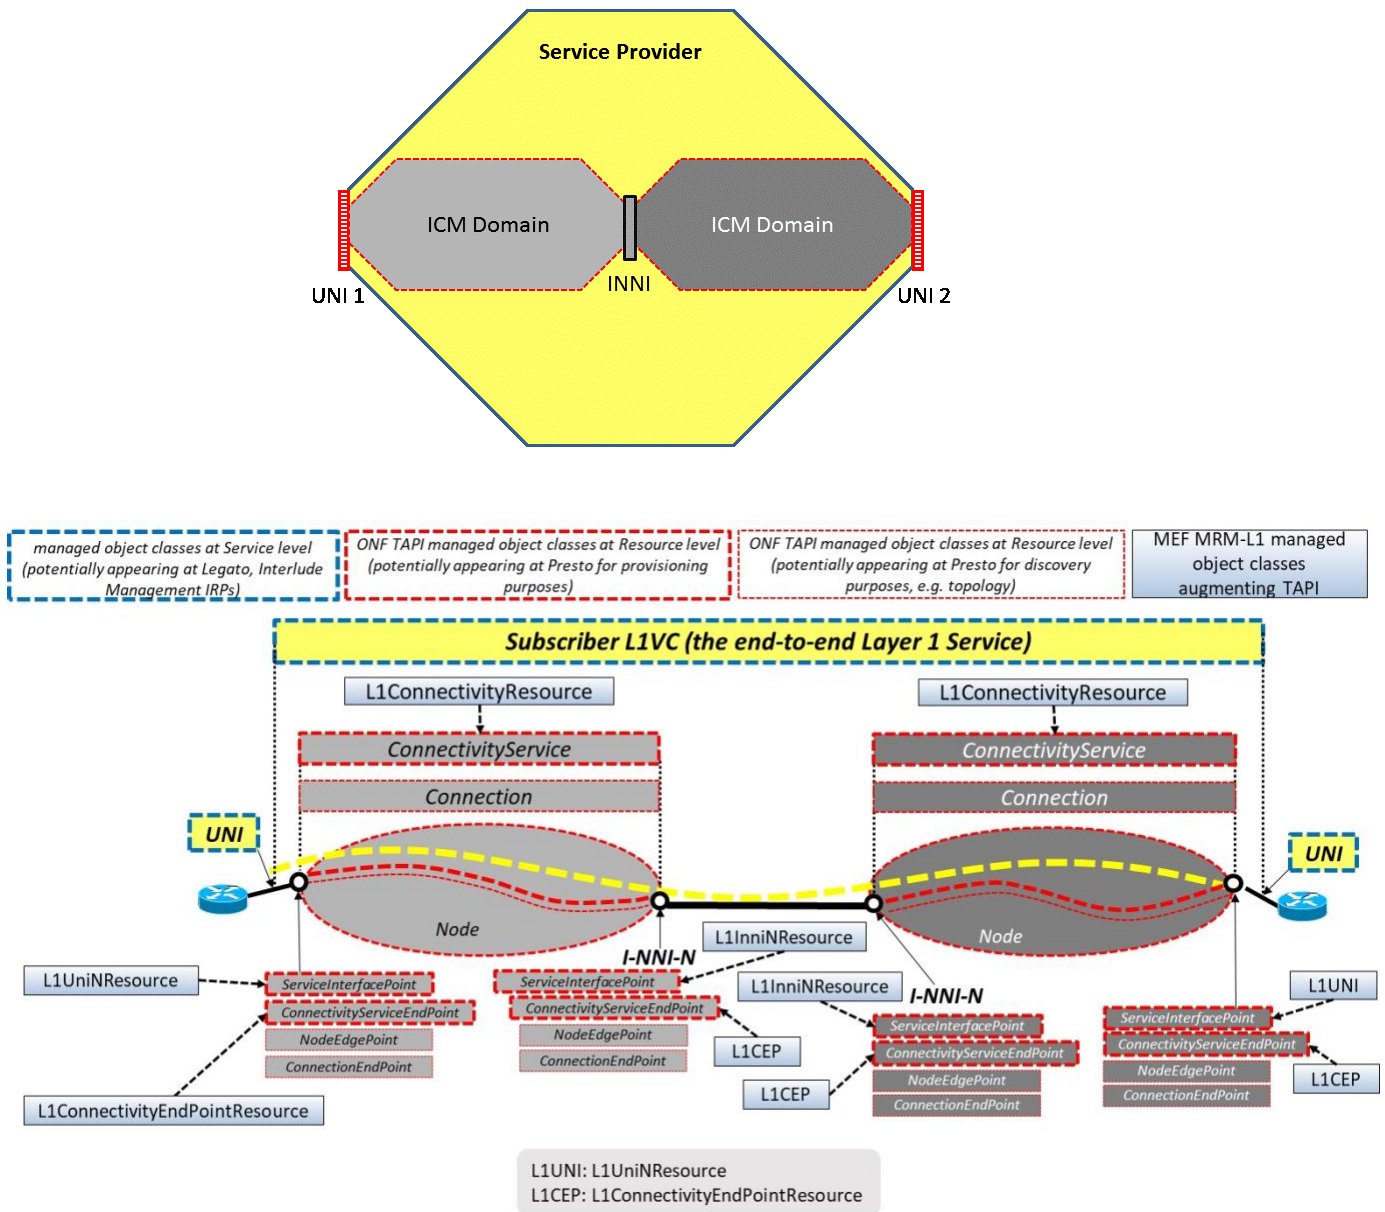 Service Provider
ICM Domain
ICM Domain
INNI
UNI 1
UNI 2
managed object classes at Service level
(potentially appearing at Legato, Interlude
Management IRPs)
ONF TAPI managed object classes at Resource level
(potentially appearing at Presto for provisioning
purposes)
ONF TAPI managed object classes at Resource level
(potentially appearing at Presto for discovery
purposes, e.g. topology)
MEF MRM-L1 managed
object classes
augmenting TAPI
Subscriber L1VC (the end-to-end Layer 1 Service)
L1ConnectivityResource
L1ConnectivityResource
ConnectivityService
ConnectivityService
Connection
Connection
UNI
UNI
Node
Node
I-NNI-N
L1InniNResource
L1InniNResource
I-NNI-N
L1UniNResource
ServiceInterfacePoint
ConnectivityServiceEndPoint
NodeEdgePoint
ConnectionEndPoint
L1ConnectivityEndPointResource
ServiceInterfacePoint
ConnectivityServiceEndPoint
NodeEdgePoint
ConnectionEndPoint
L1CEP
L1CEP
ServiceInterfacePoint
ConnectivityServiceEndPoint
NodeEdgePoint
ConnectionEndPoint
L1UNI
ServiceInterfacePoint
ConnectivityServiceEndPoint
NodeEdgePoint
ConnectionEndPoint
L1CEP
L1UNI: L1UniNResource
L1CEP: L1ConnectivityEndPointResource